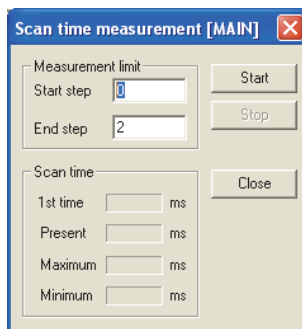 Scan time measurement [MAIN]
Measurement limit
Start step 0
End step 2
Start
Stop
Scan time
1st time ms
Present ms
Maximum ms
Minimum ms
Close